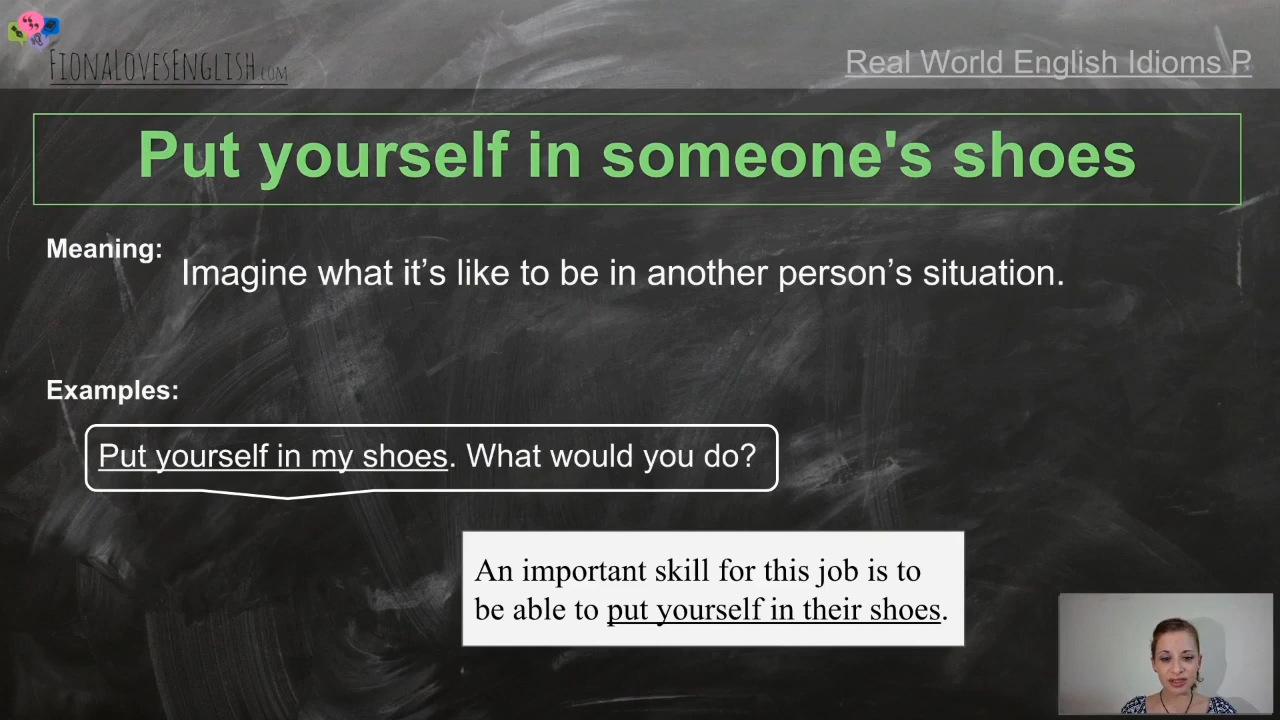 FIONALOVESENGLISH.COM
Real World English Idioms P
Put yourself in someone's shoes
Meaning:
Imagine what it’s like to be in another person’s situation.
Examples:
Put yourself in my shoes. What would you do?
An important skill for this job is to
be able to put yourself in their shoes.